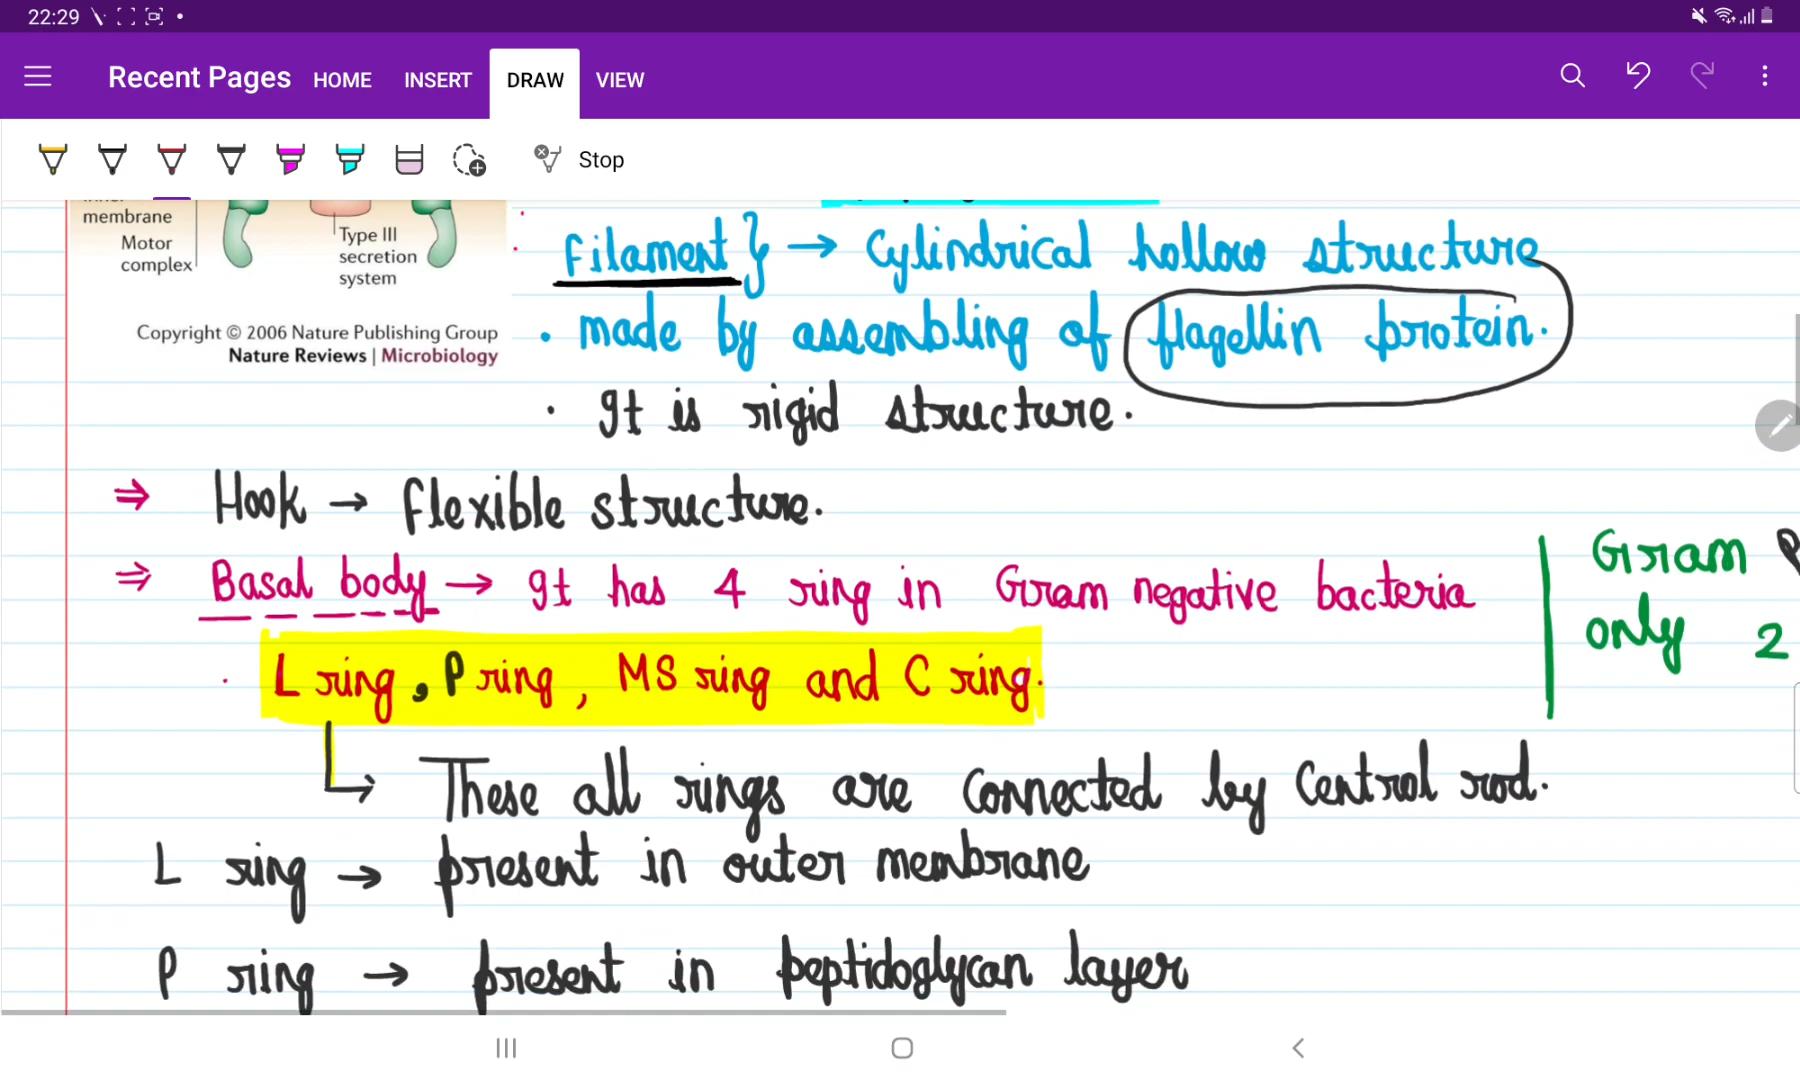 22:29
Recent Pages HOME INSERT DRAW VIEW
Stop
membrane
Motor
complex
Type III
secretion
system
Copyright © 2006 Nature Publishing Group
Nature Reviews | Microbiology
Filament } → Cylindrical hollow structure
• made by assembling of flagellin protein.
• It is rigid structure.
⇒ Hook → flexible structure.
⇒ Basal body → It has 4 ring in Gram negative bacteria
Gram P
only 2
L ring, P ring, MS ring and C ring.
↳ These all rings are connected by Central rod.
L ring → present in outer membrane
P ring → present in peptidoglycan layer